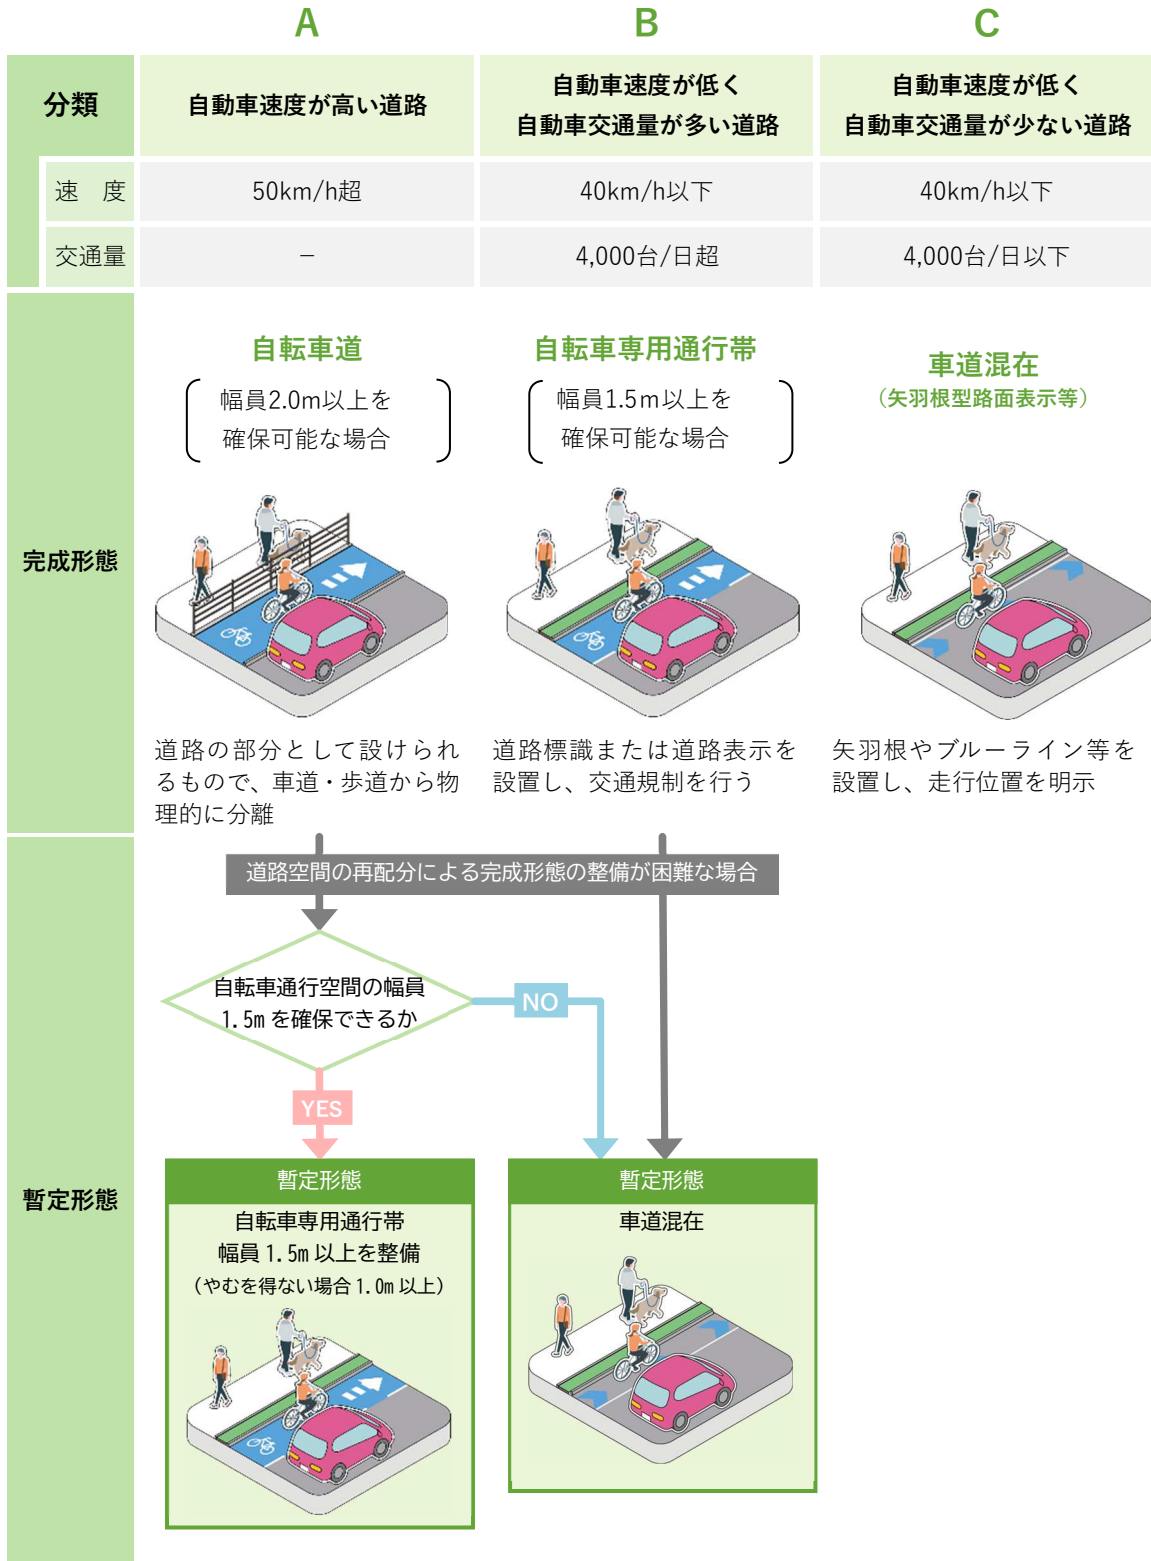 A
B
C
分類
自動車速度が高い道路
自動車速度が低く
自動車交通量が多い道路
自動車速度が低く
自動車交通量が少ない道路
速 度
50km/h超
40km/h以下
40km/h以下
交通量
−
4,000台/日超
4,000台/日以下
完成形態
自転車道
幅員2.0m以上を
確保可能な場合
自転車専用通行帯
幅員1.5m以上を
確保可能な場合
車道混在
(矢羽根型路面表示等)
道路の部分として設けられ
るもので、車道・歩道から物
理的に分離
道路標識または道路表示を
設置し、交通規制を行う
矢羽根やブルーライン等を
設置し、走行位置を明示
暫定形態
道路空間の再配分による完成形態の整備が困難な場合
自転車通行空間の幅員
1.5mを確保できるか
NO
YES
暫定形態
自転車専用通行帯
幅員1.5m以上を整備
(やむを得ない場合1.0m以上)
暫定形態
車道混在